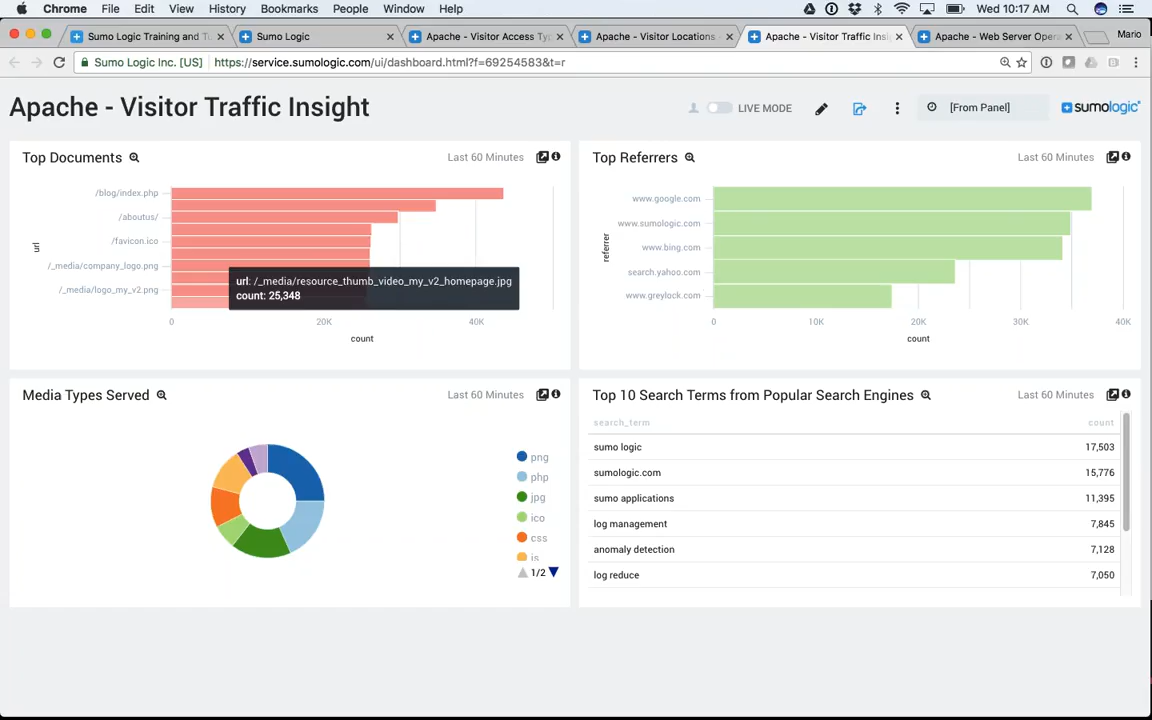 Chrome File Edit View History Bookmarks People Window Help Wed 10:17 AM
Sumo Logic Training and Tu Sumo Logic Apache - Visitor Access Typ Apache - Visitor Locations Apache - Visitor Traffic Insi Apache - Web Server Opera Mario
Sumo Logic Inc. [US] https://service.sumologic.com/ui/dashboard.html?f=69254583&t=r
Apache - Visitor Traffic Insight
LIVE MODE
[From Panel]
sumologic
Top Documents
Last 60 Minutes
/blog/index.php
/aboutus/
/favicon.ico
/_media/company_logo.png
/_media/logo_my_v2.png
url
url: /_media/resource_thumb_video_my_v2_homepage.jpg
count: 25,348
0 20K 40K
count
Top Referrers
Last 60 Minutes
www.google.com
www.sumologic.com
www.bing.com
search.yahoo.com
www.greylock.com
referrer
0 10K 20K 30K 40K
count
Media Types Served
Last 60 Minutes
png
php
jpg
ico
css
js
1/2
Top 10 Search Terms from Popular Search Engines
Last 60 Minutes
search_term count
sumo logic 17,503
sumologic.com 15,776
sumo applications 11,395
log management 7,845
anomaly detection 7,128
log reduce 7,050